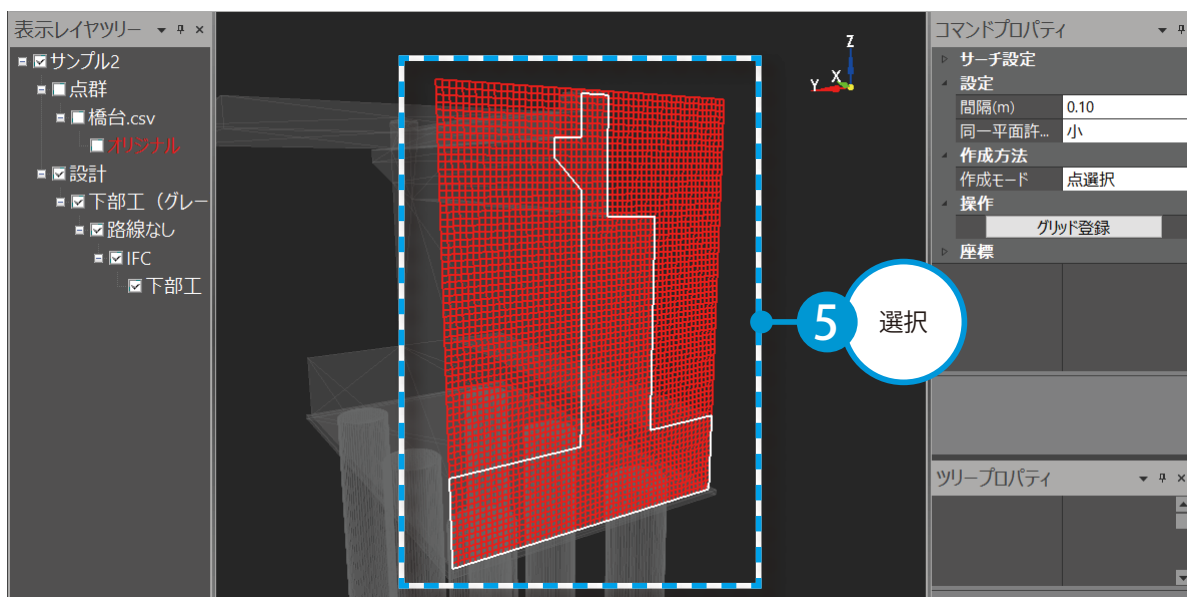 表示レイヤツリー
サンプル2
点群
橋台.csv
オリジナル
設計
下部工（グレー
路線なし
IFC
下部工
Z
X
Y
5
選択
コマンドプロパティ
サーチ設定
設定
間隔(m) 0.10
同一平面許... 小
作成方法
作成モード 点選択
操作
グリッド登録
座標
ツリープロパティ